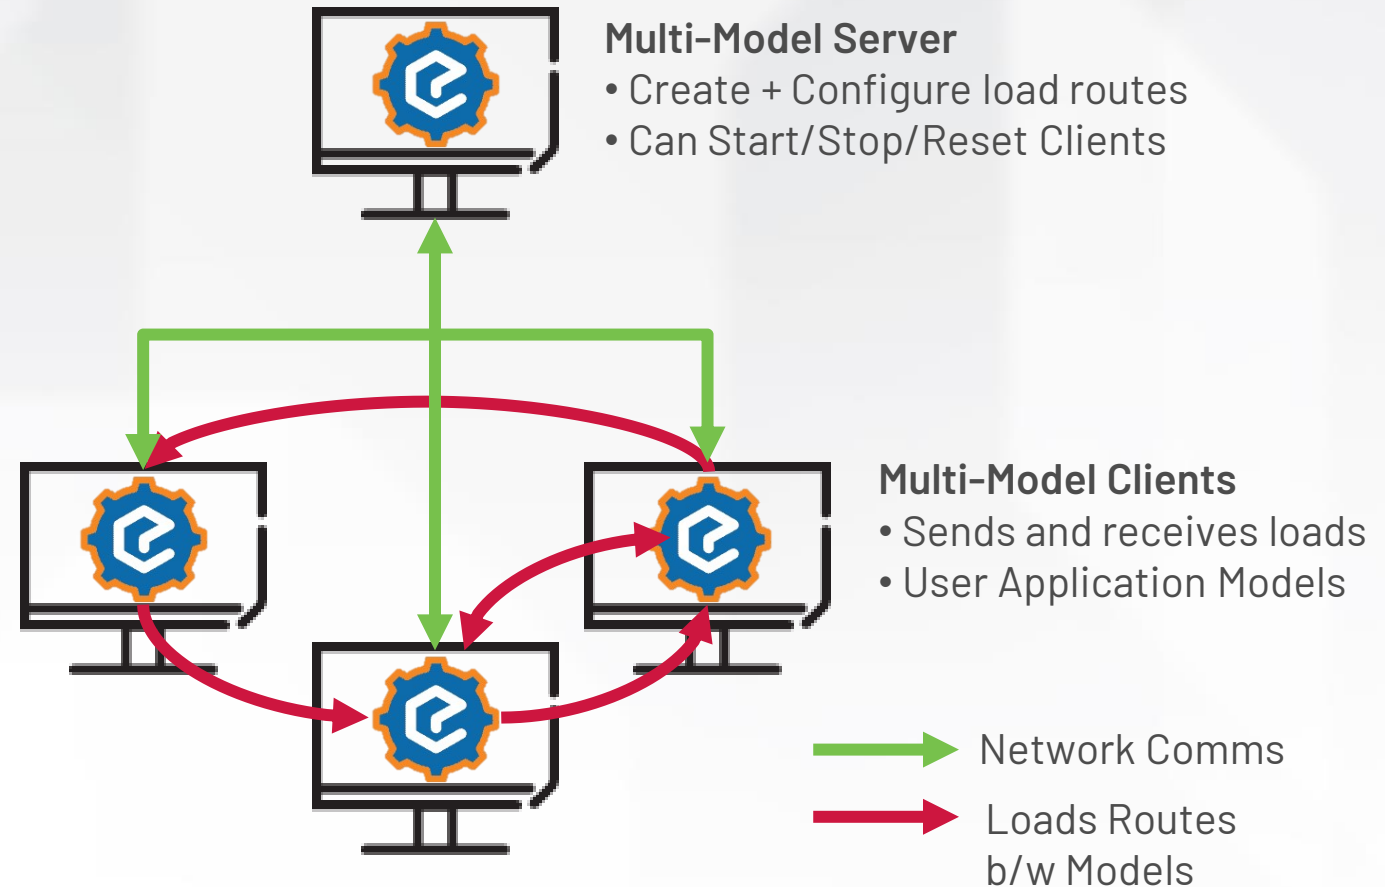 Multi-Model Server
• Create + Configure load routes
• Can Start/Stop/Reset Clients
Multi-Model Clients
• Sends and receives loads
• User Application Models
Network Comms
Loads Routes
b/w Models